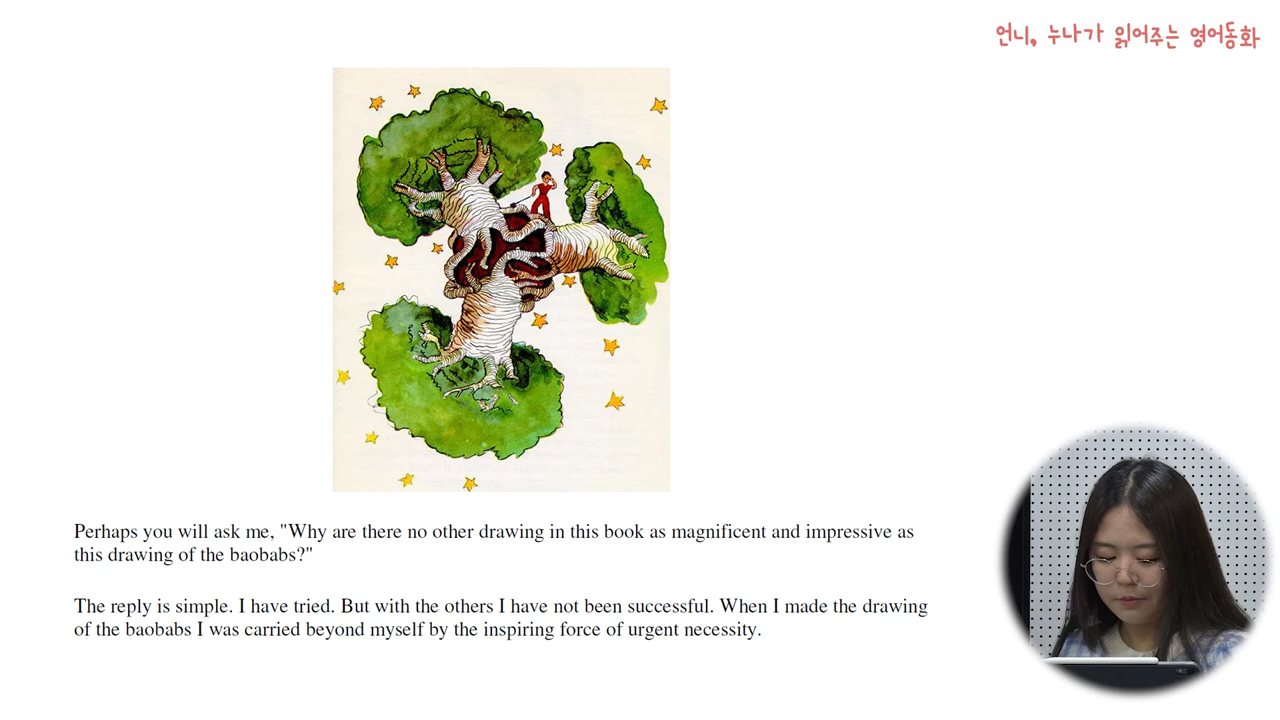 언니, 누나가 읽어주는 영어동화
Perhaps you will ask me, "Why are there no other drawing in this book as magnificent and impressive as
this drawing of the baobabs?"
The reply is simple. I have tried. But with the others I have not been successful. When I made the drawing
of the baobabs I was carried beyond myself by the inspiring force of urgent necessity.